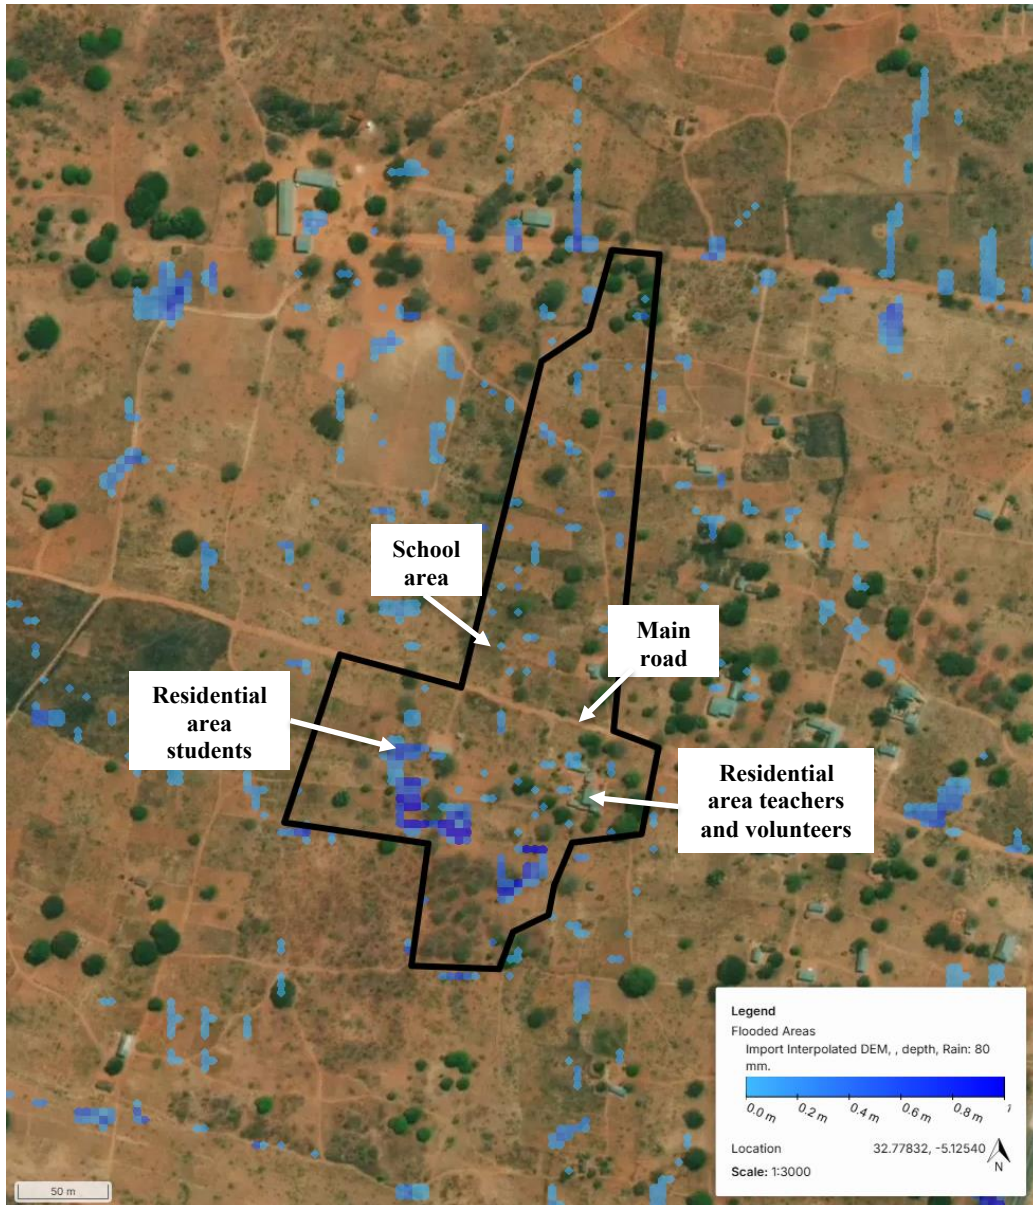 School
area
Main
road
Residential
area
students
Residential
area teachers
and volunteers
Legend
Flooded Areas
Import Interpolated DEM, , depth, Rain: 80
mm.
0.0 m 0.2 m 0.4 m 0.6 m 0.8 m
Location 32.77832, -5.12540
Scale: 1:3000
N
50 m